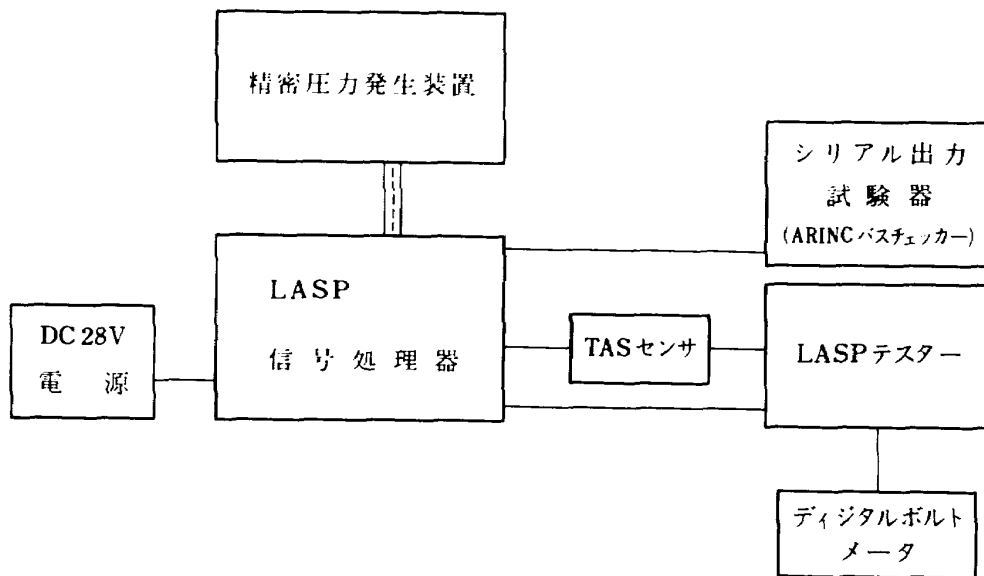 精密圧力発生装置
シリアル出力
試験器
(ARINCバスチェッカー)
LASP
信号処理器
DC 28V
電源
TASセンサ
LASPテスター
ディジタルボルト
メータ